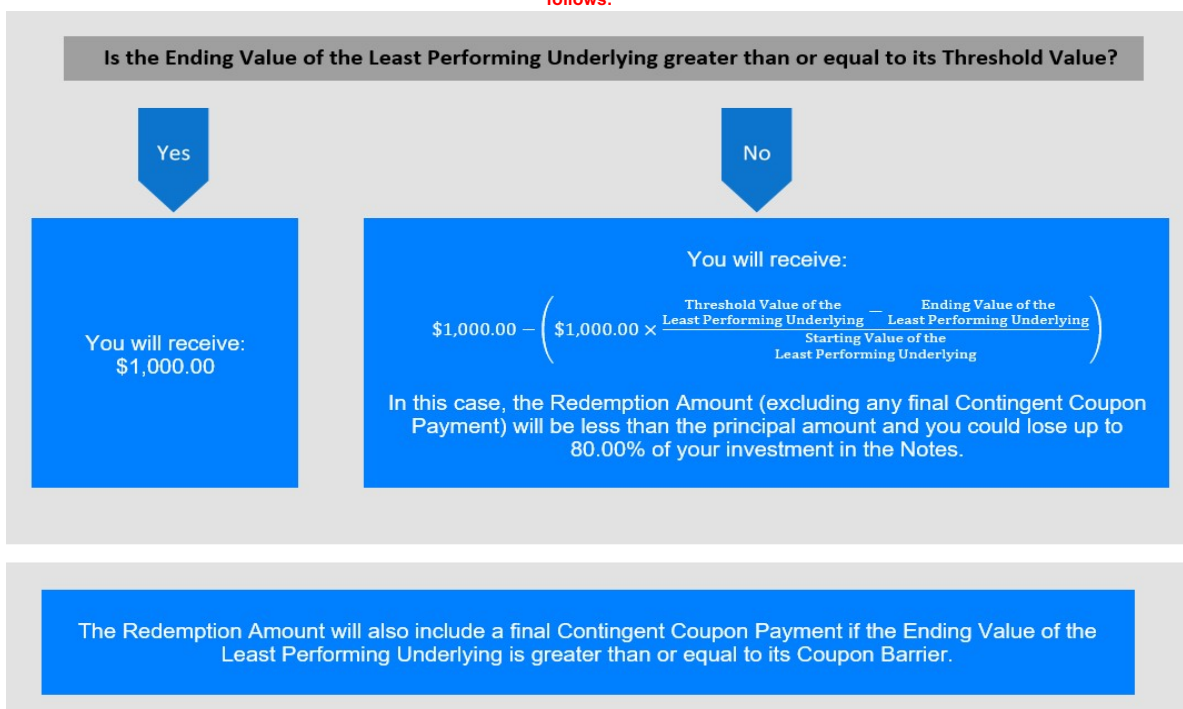 follows:
Is the Ending Value of the Least Performing Underlying greater than or equal to its Threshold Value?
Yes
No
You will receive:
$1,000.00
You will receive:
$1,000.00 − ( $1,000.00 × (Threshold Value of the Least Performing Underlying − Ending Value of the Least Performing Underlying) / Starting Value of the Least Performing Underlying )
In this case, the Redemption Amount (excluding any final Contingent Coupon
Payment) will be less than the principal amount and you could lose up to
80.00% of your investment in the Notes.
The Redemption Amount will also include a final Contingent Coupon Payment if the Ending Value of the
Least Performing Underlying is greater than or equal to its Coupon Barrier.